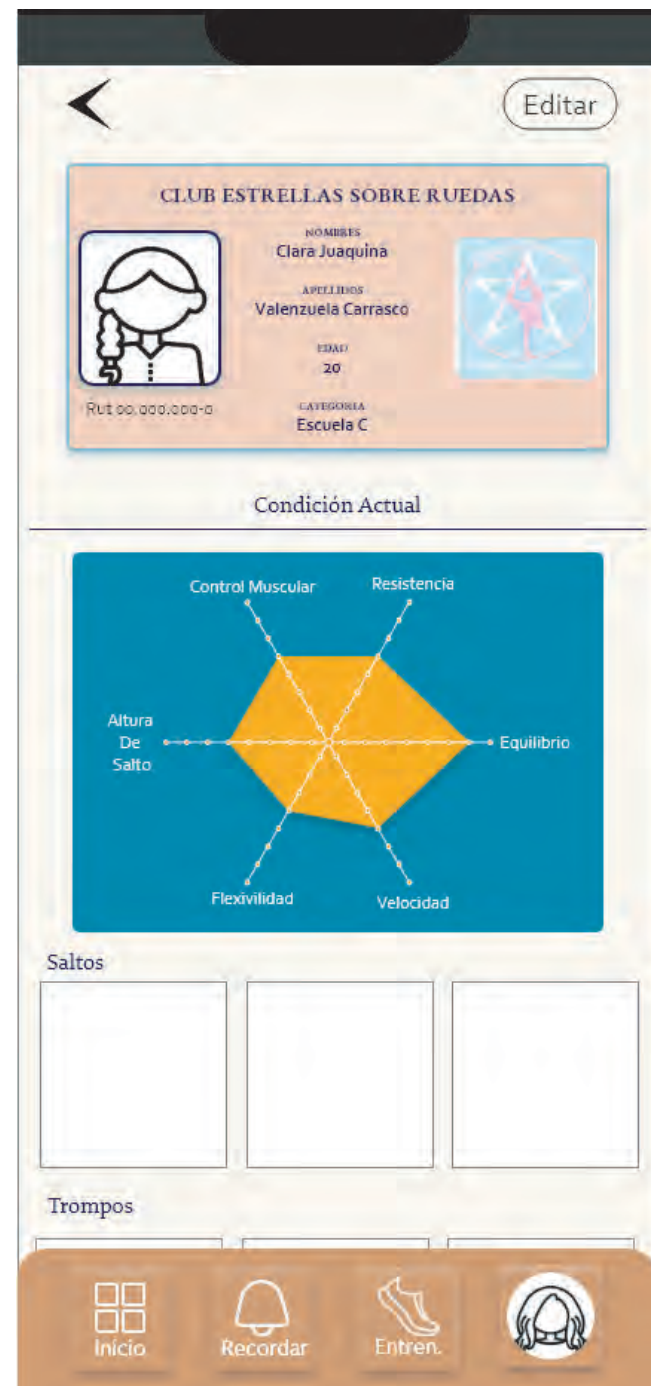 Editar
CLUB ESTRELLAS SOBRE RUEDAS
NOMBRES
Clara Juaquina
APELLIDOS
Valenzuela Carrasco
EDAD
20
Rut 00.000.000-0
CATEGORIA
Escuela C
Condición Actual
Control Muscular
Resistencia
Altura
De
Salto
Equilibrio
Flexivilidad
Velocidad
Saltos
Trompos
Inicio
Recordar
Entren.